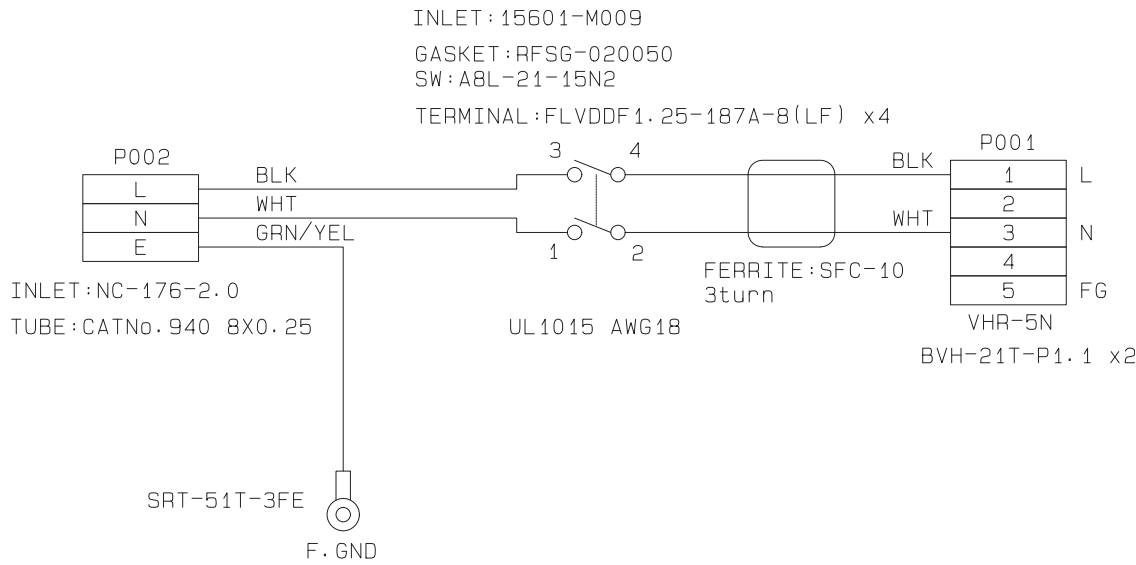 INLET:15601-M009
GASKET:RFSG-020050
SW:A8L-21-15N2
TERMINAL:FLVDDF1.25-187A-8(LF) x4
P002
L
N
E
BLK
WHT
GRN/YEL
3
4
1
2
BLK
WHT
P001
1
2
3
4
5
L
N
FG
FERRITE:SFC-10
3turn
INLET:NC-176-2.0
TUBE:CATNo.940 8X0.25
UL1015 AWG18
VHR-5N
BVH-21T-P1.1 x2
SRT-51T-3FE
F.GND